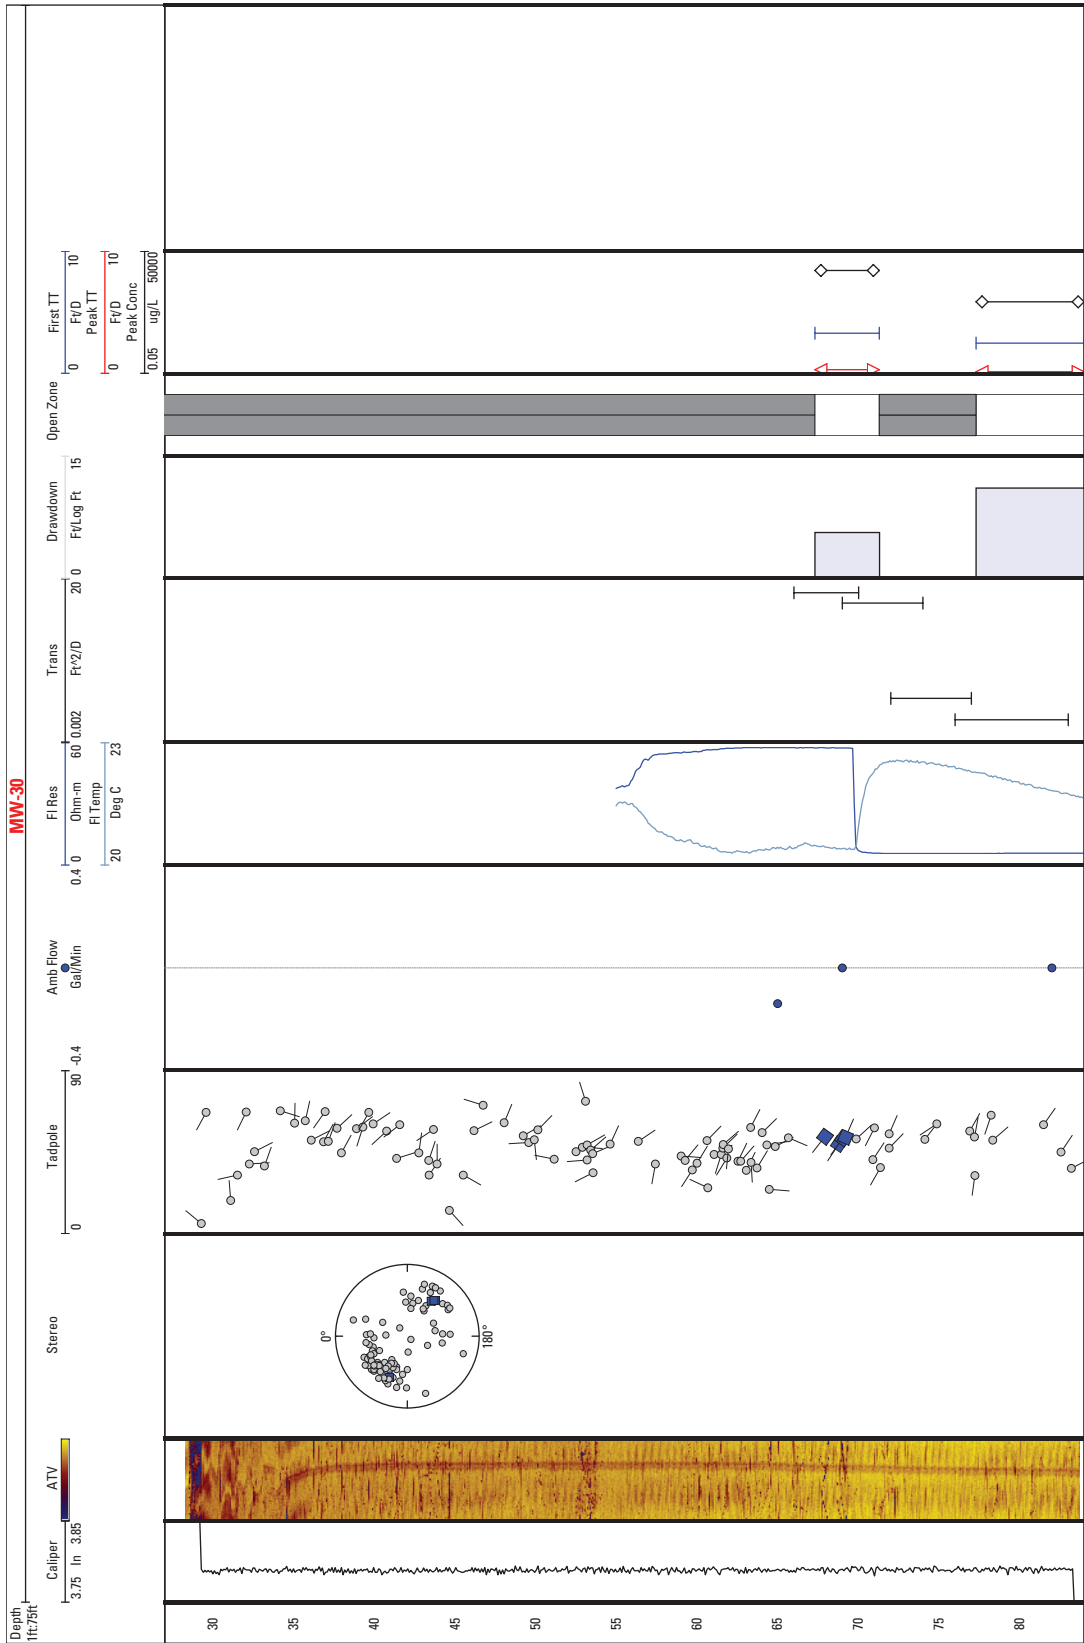 MW-30
Depth
1ft:75ft
Caliper
3.75 In 3.85
ATV
Stereo
0°
180°
Tadpole
0 90
Amb Flow
-0.4 Gal/Min 0.4
Fl Res
0 Ohm-m 60
Fl Temp
20 Deg C 23
Trans
0.002 Ft^2/D 20
Drawdown
0 Ft/Log Ft 15
Open Zone
First TT
0 Ft/D 10
Peak TT
0 Ft/D 10
Peak Conc
0.05 ug/L 50000
30
35
40
45
50
55
60
65
70
75
80